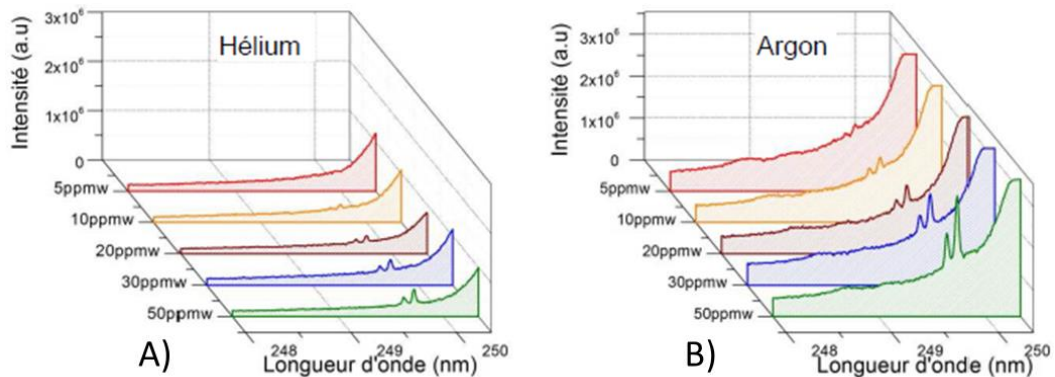 Intensité (a.u)
3x10⁶
2x10⁶
1x10⁶
0
Hélium
5ppmw
10ppmw
20ppmw
30ppmw
50ppmw
248
249
250
Longueur d'onde (nm)
A)
Intensité (a.u)
3x10⁶
2x10⁶
1x10⁶
0
Argon
5ppmw
10ppmw
20ppmw
30ppmw
50ppmw
248
249
250
Longueur d'onde (nm)
B)